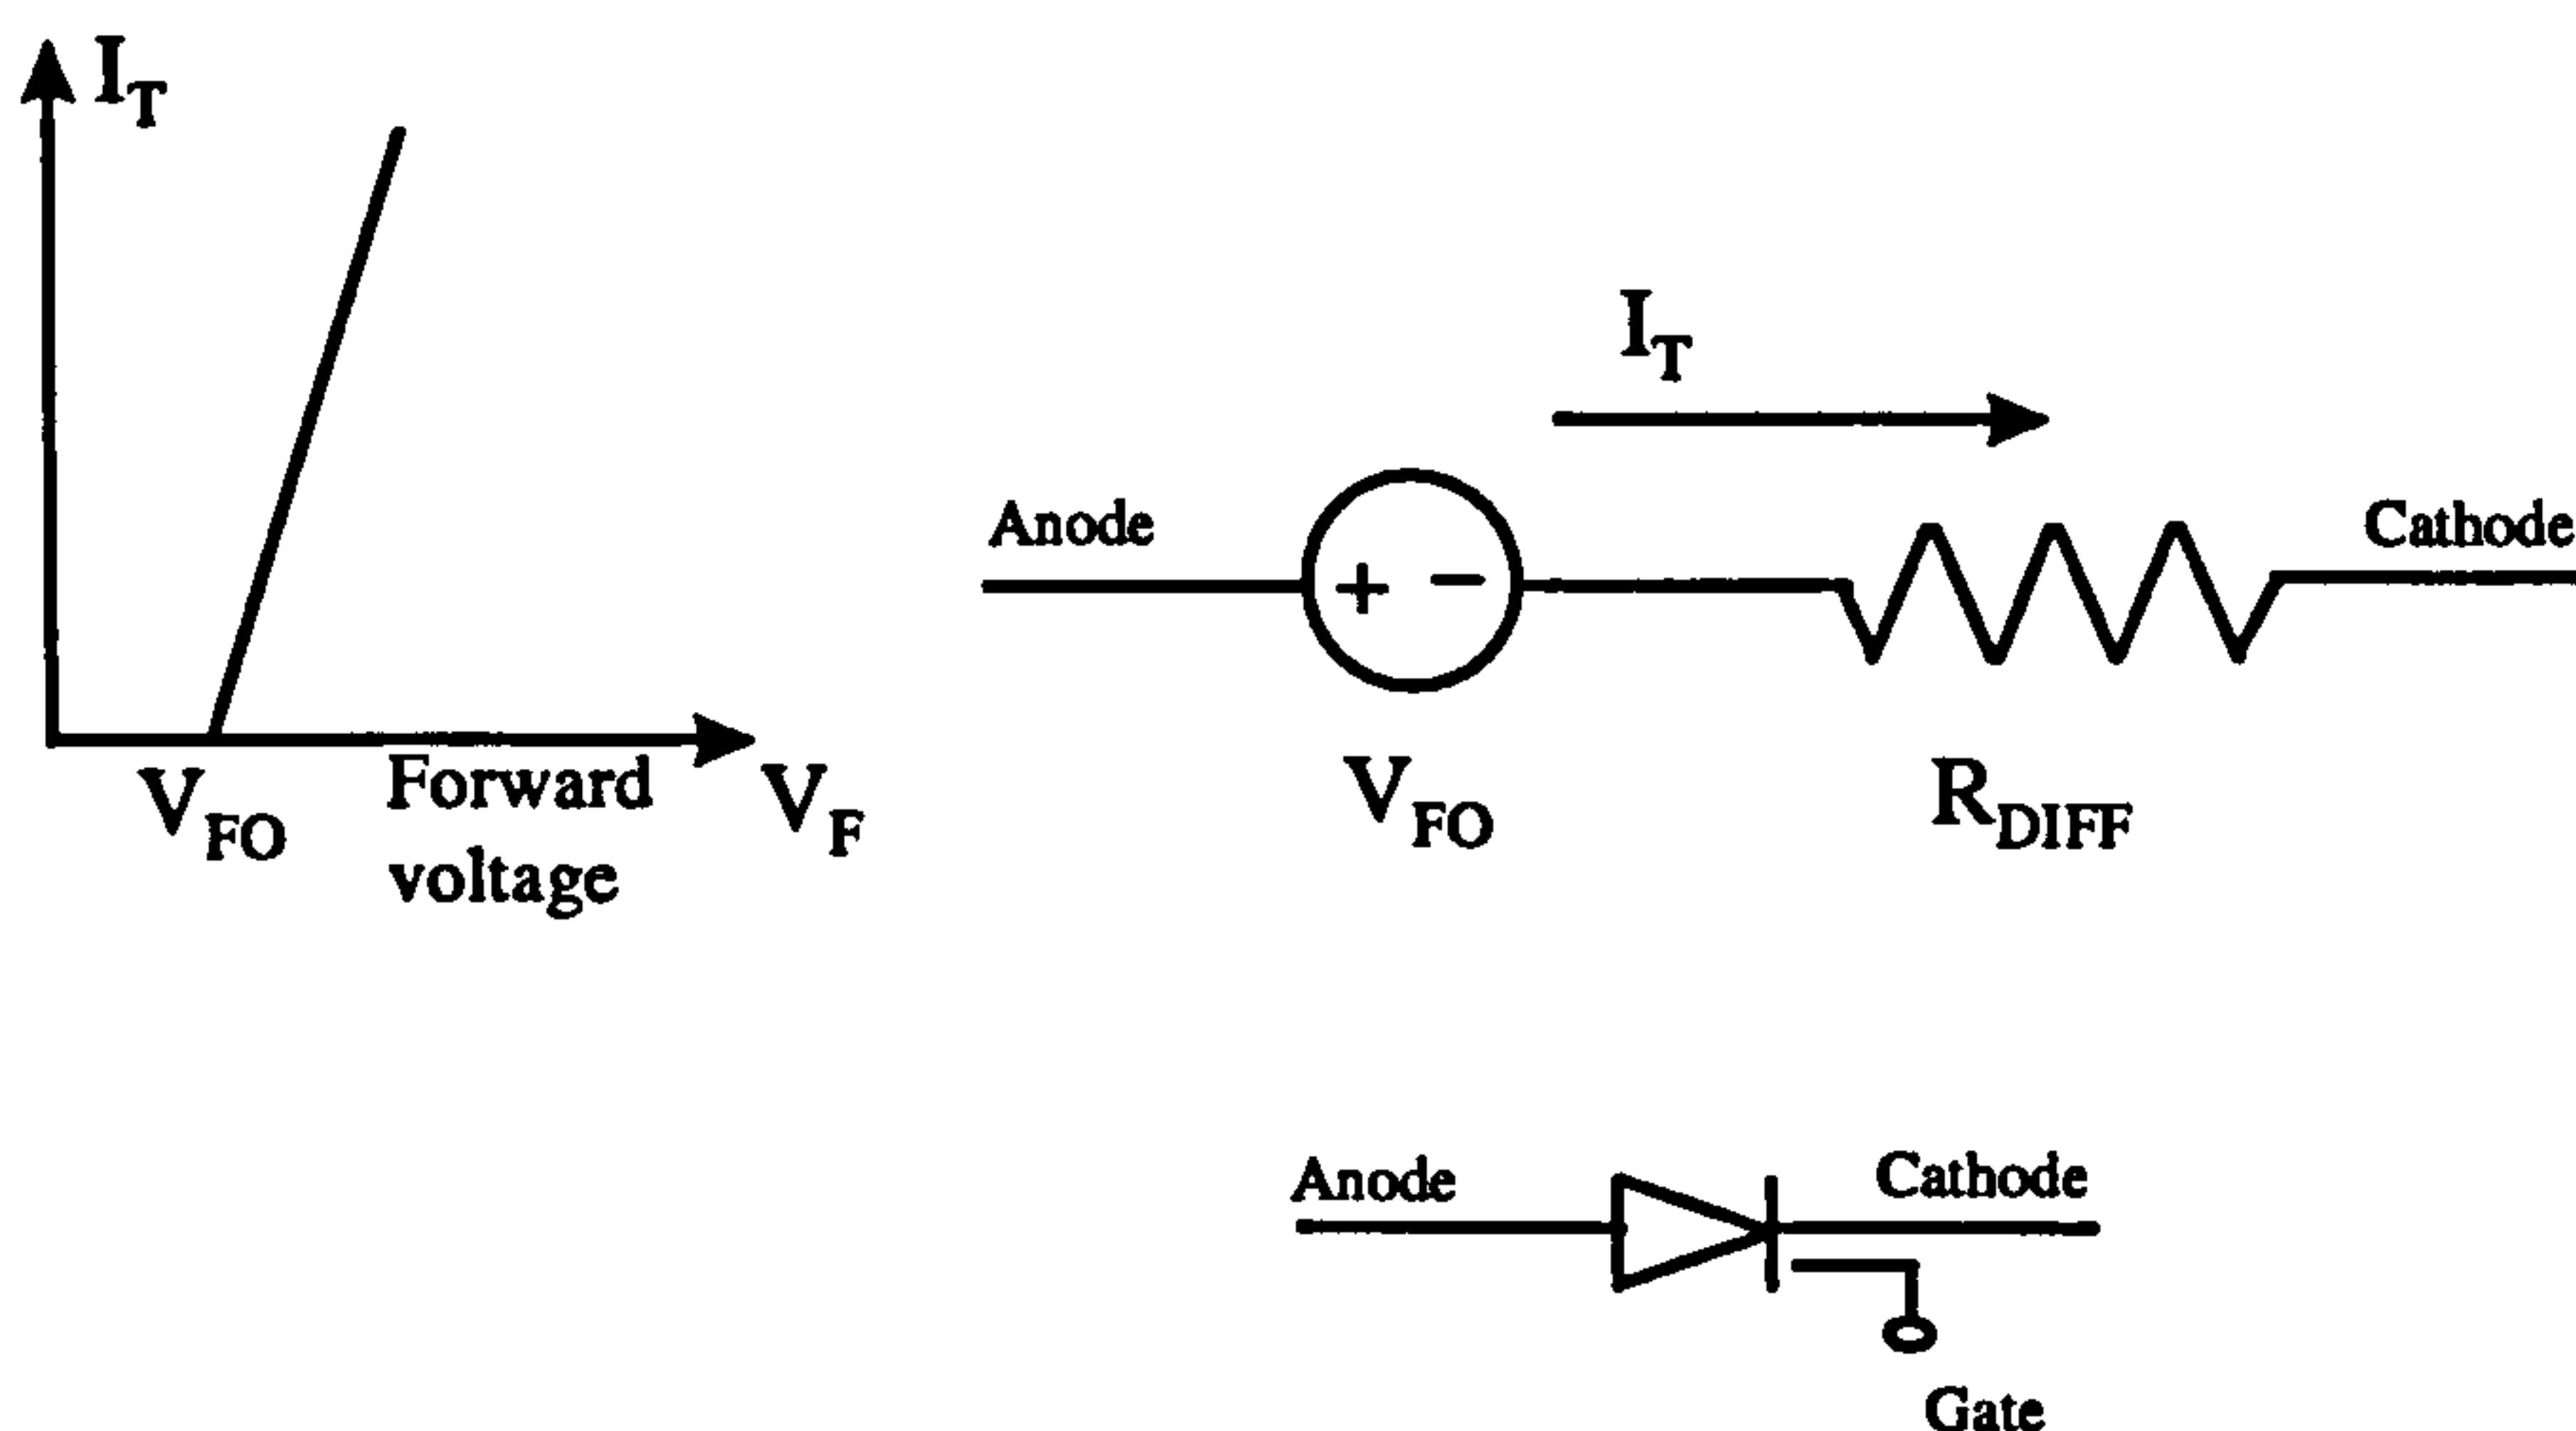 I_T
I_T
Anode
Cathode
+ −
V_FO
Forward
voltage
V_F
V_FO
R_DIFF
Anode
Cathode
Gate